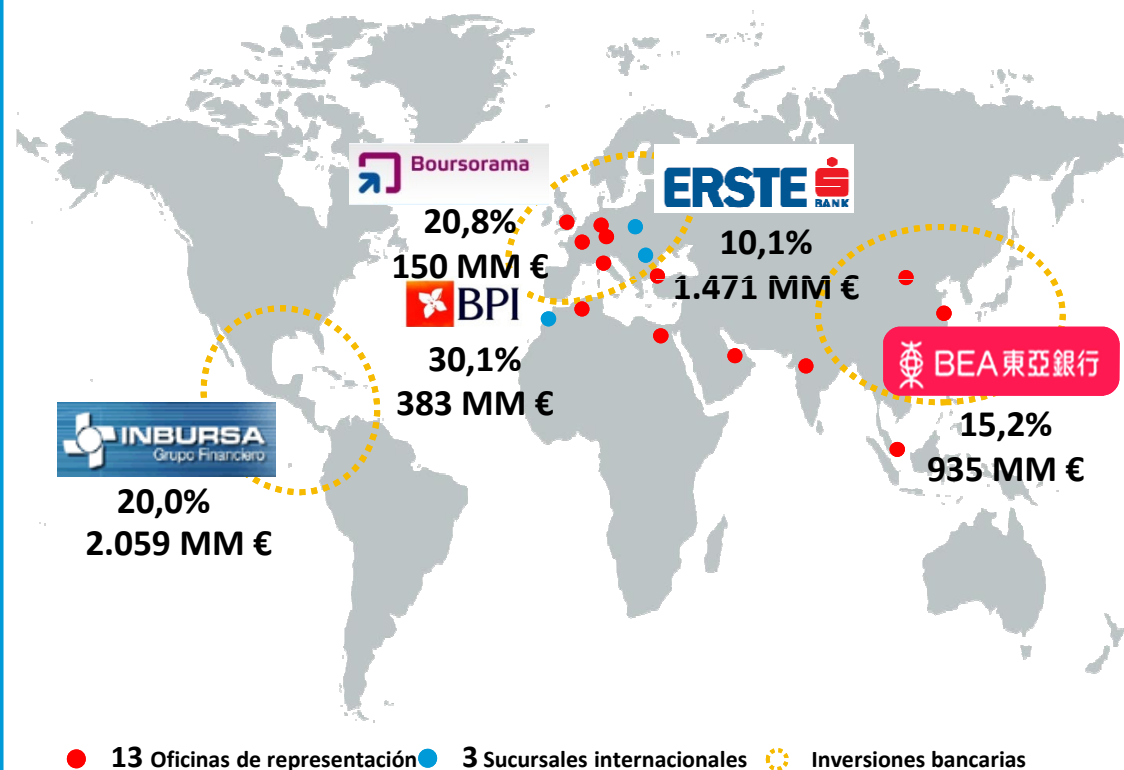 Boursorama
20,8%
150 MM €
BPI
30,1%
383 MM €
ERSTE
BANK
10,1%
1.471 MM €
BEA東亞銀行
15,2%
935 MM €
INBURSA
Grupo Financiero
20,0%
2.059 MM €
13 Oficinas de representación 3 Sucursales internacionales Inversiones bancarias